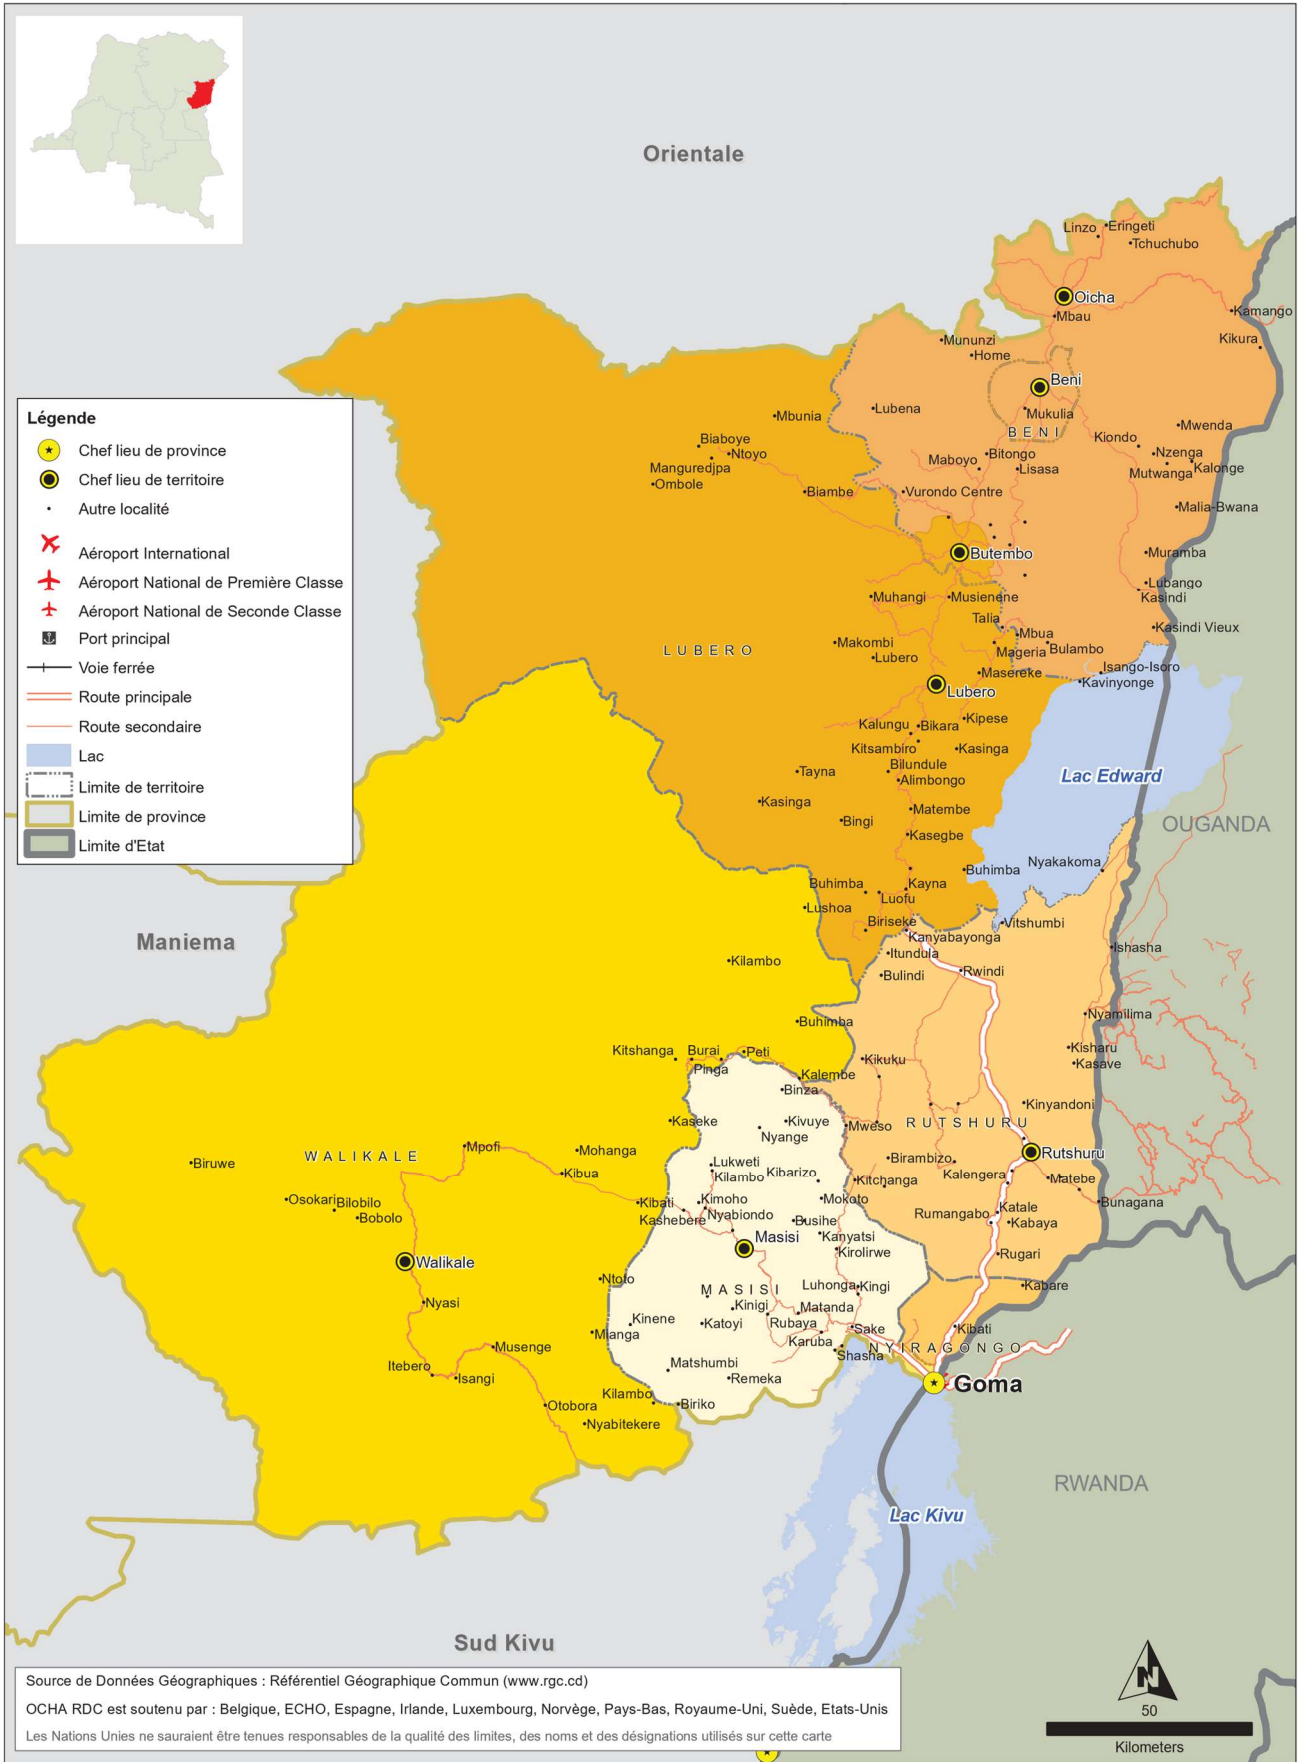 Orientale
Linzo
Eringeti
Tchuchubo
Oicha
Mbau
Kamango
Kikura
Mununzi
Home
Beni
Mukulia
BENI
Lubena
Mbunia
Biaboye
Ntoyo
Manguredjpa
Ombole
Biambe
Mwenda
Kiondo
Nzenga
Mutwanga
Kalonge
Maboyo
Bitongo
Lisasa
Vurondo Centre
Malia-Bwana
Butembo
Muramba
Lubango
Kasindi
Kasindi Vieux
Muhangi
Musienene
Talia
Mbua
Mageria
Bulambo
Makombi
Lubero
LUBERO
Masereke
Isango-Isoro
Kavinyonge
Lubero
Kipese
Kalungu
Bikara
Kitsambiro
Kasinga
Bilundule
Alimbongo
Tayna
Kasinga
Matembe
Bingi
Kasegbe
Lac Edward
OUGANDA
Nyakakoma
Buhimba
Buhimba
Kayna
Luofu
Lushoa
Biriseke
Kanyabayonga
Vitshumbi
Itundula
Bulindi
Rwindi
Ishasha
Légende
Chef lieu de province
Chef lieu de territoire
Autre localité
Aéroport International
Aéroport National de Première Classe
Aéroport National de Seconde Classe
Port principal
Voie ferrée
Route principale
Route secondaire
Lac
Limite de territoire
Limite de province
Limite d'Etat
Maniema
Kilambo
Buhimba
Nyamilima
Kisharu
Kasave
Kitshanga
Burai
Peti
Pinga
Kalembe
Kikuku
Binza
Kinyandoni
Kaseke
Kivuye
Nyange
Mweso
RUTSHURU
Rutshuru
WALIKALE
Mpofi
Mohanga
Kibua
Biruwe
Lukweti
Kilambo
Kibarizo
Birambizo
Kalengera
Matebe
Kitchanga
Bunagana
Osokari
Bilobilo
Bobolo
Kibati
Kimoho
Mokoto
Kashebere
Nyabiondo
Busihe
Rumangabo
Katale
Kabaya
Masisi
Kanyatsi
Kirolirwe
Rugari
Walikale
Ntoto
Nyasi
MASISI
Luhonga
Kingi
Kabare
Kinigi
Matanda
Kinene
Katoyi
Rubaya
Sake
Kibati
Mianga
Karuba
Shasha
NYIRAGONGO
Musenge
Itebero
Isangi
Matshumbi
Remeka
Goma
Kilambo
Biriko
Otobora
Nyabitekere
RWANDA
Lac Kivu
Sud Kivu
Source de Données Géographiques : Référentiel Géographique Commun (www.rgc.cd)
OCHA RDC est soutenu par : Belgique, ECHO, Espagne, Irlande, Luxembourg, Norvège, Pays-Bas, Royaume-Uni, Suède, Etats-Unis
Les Nations Unies ne sauraient être tenues responsables de la qualité des limites, des noms et des désignations utilisés sur cette carte
N
50
Kilometers